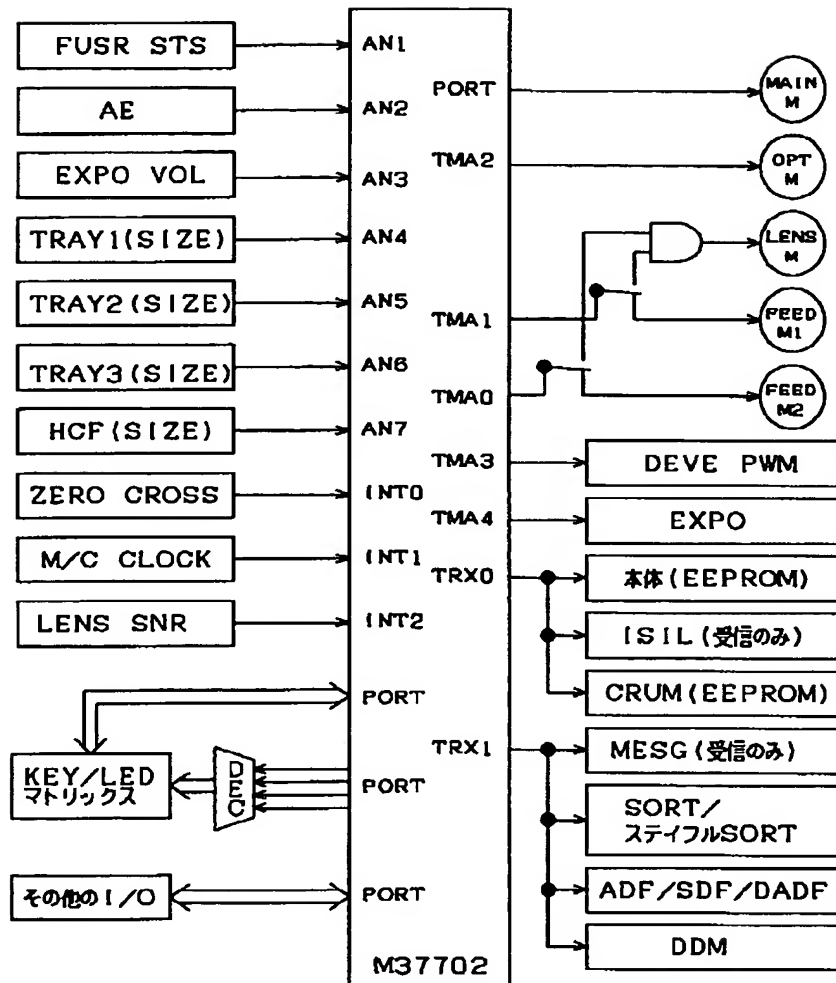 FUSR STS
AE
EXPO VOL
TRAY1(SIZE)
TRAY2(SIZE)
TRAY3(SIZE)
HCF(SIZE)
ZERO CROSS
M/C CLOCK
LENS SNR
KEY/LED
マトリックス
DEC
その他のI/O
AN1
AN2
AN3
AN4
AN5
AN6
AN7
INT0
INT1
INT2
PORT
PORT
PORT
PORT
TMA2
TMA1
TMA0
TMA3
TMA4
TRX0
TRX1
M37702
MAIN
M
OPT
M
LENS
M
FEED
M1
FEED
M2
DEVE PWM
EXPO
本体(EEPROM)
ISIL(受信のみ)
CRUM(EEPROM)
MESG(受信のみ)
SORT/
ステイフルSORT
ADF/SDF/DADF
DDM